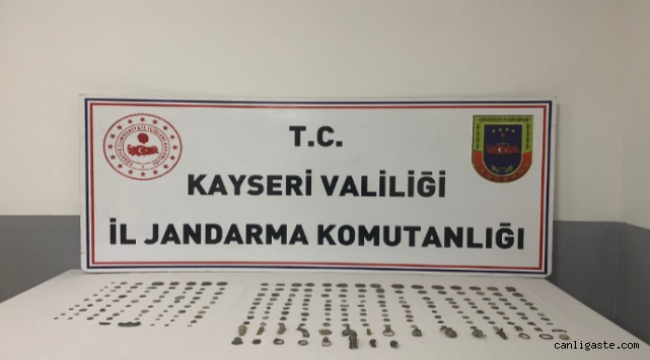 T.C.
KAYSERİ VALİLİĞİ
İL JANDARMA KOMUTANLIĞI
canligaste.com